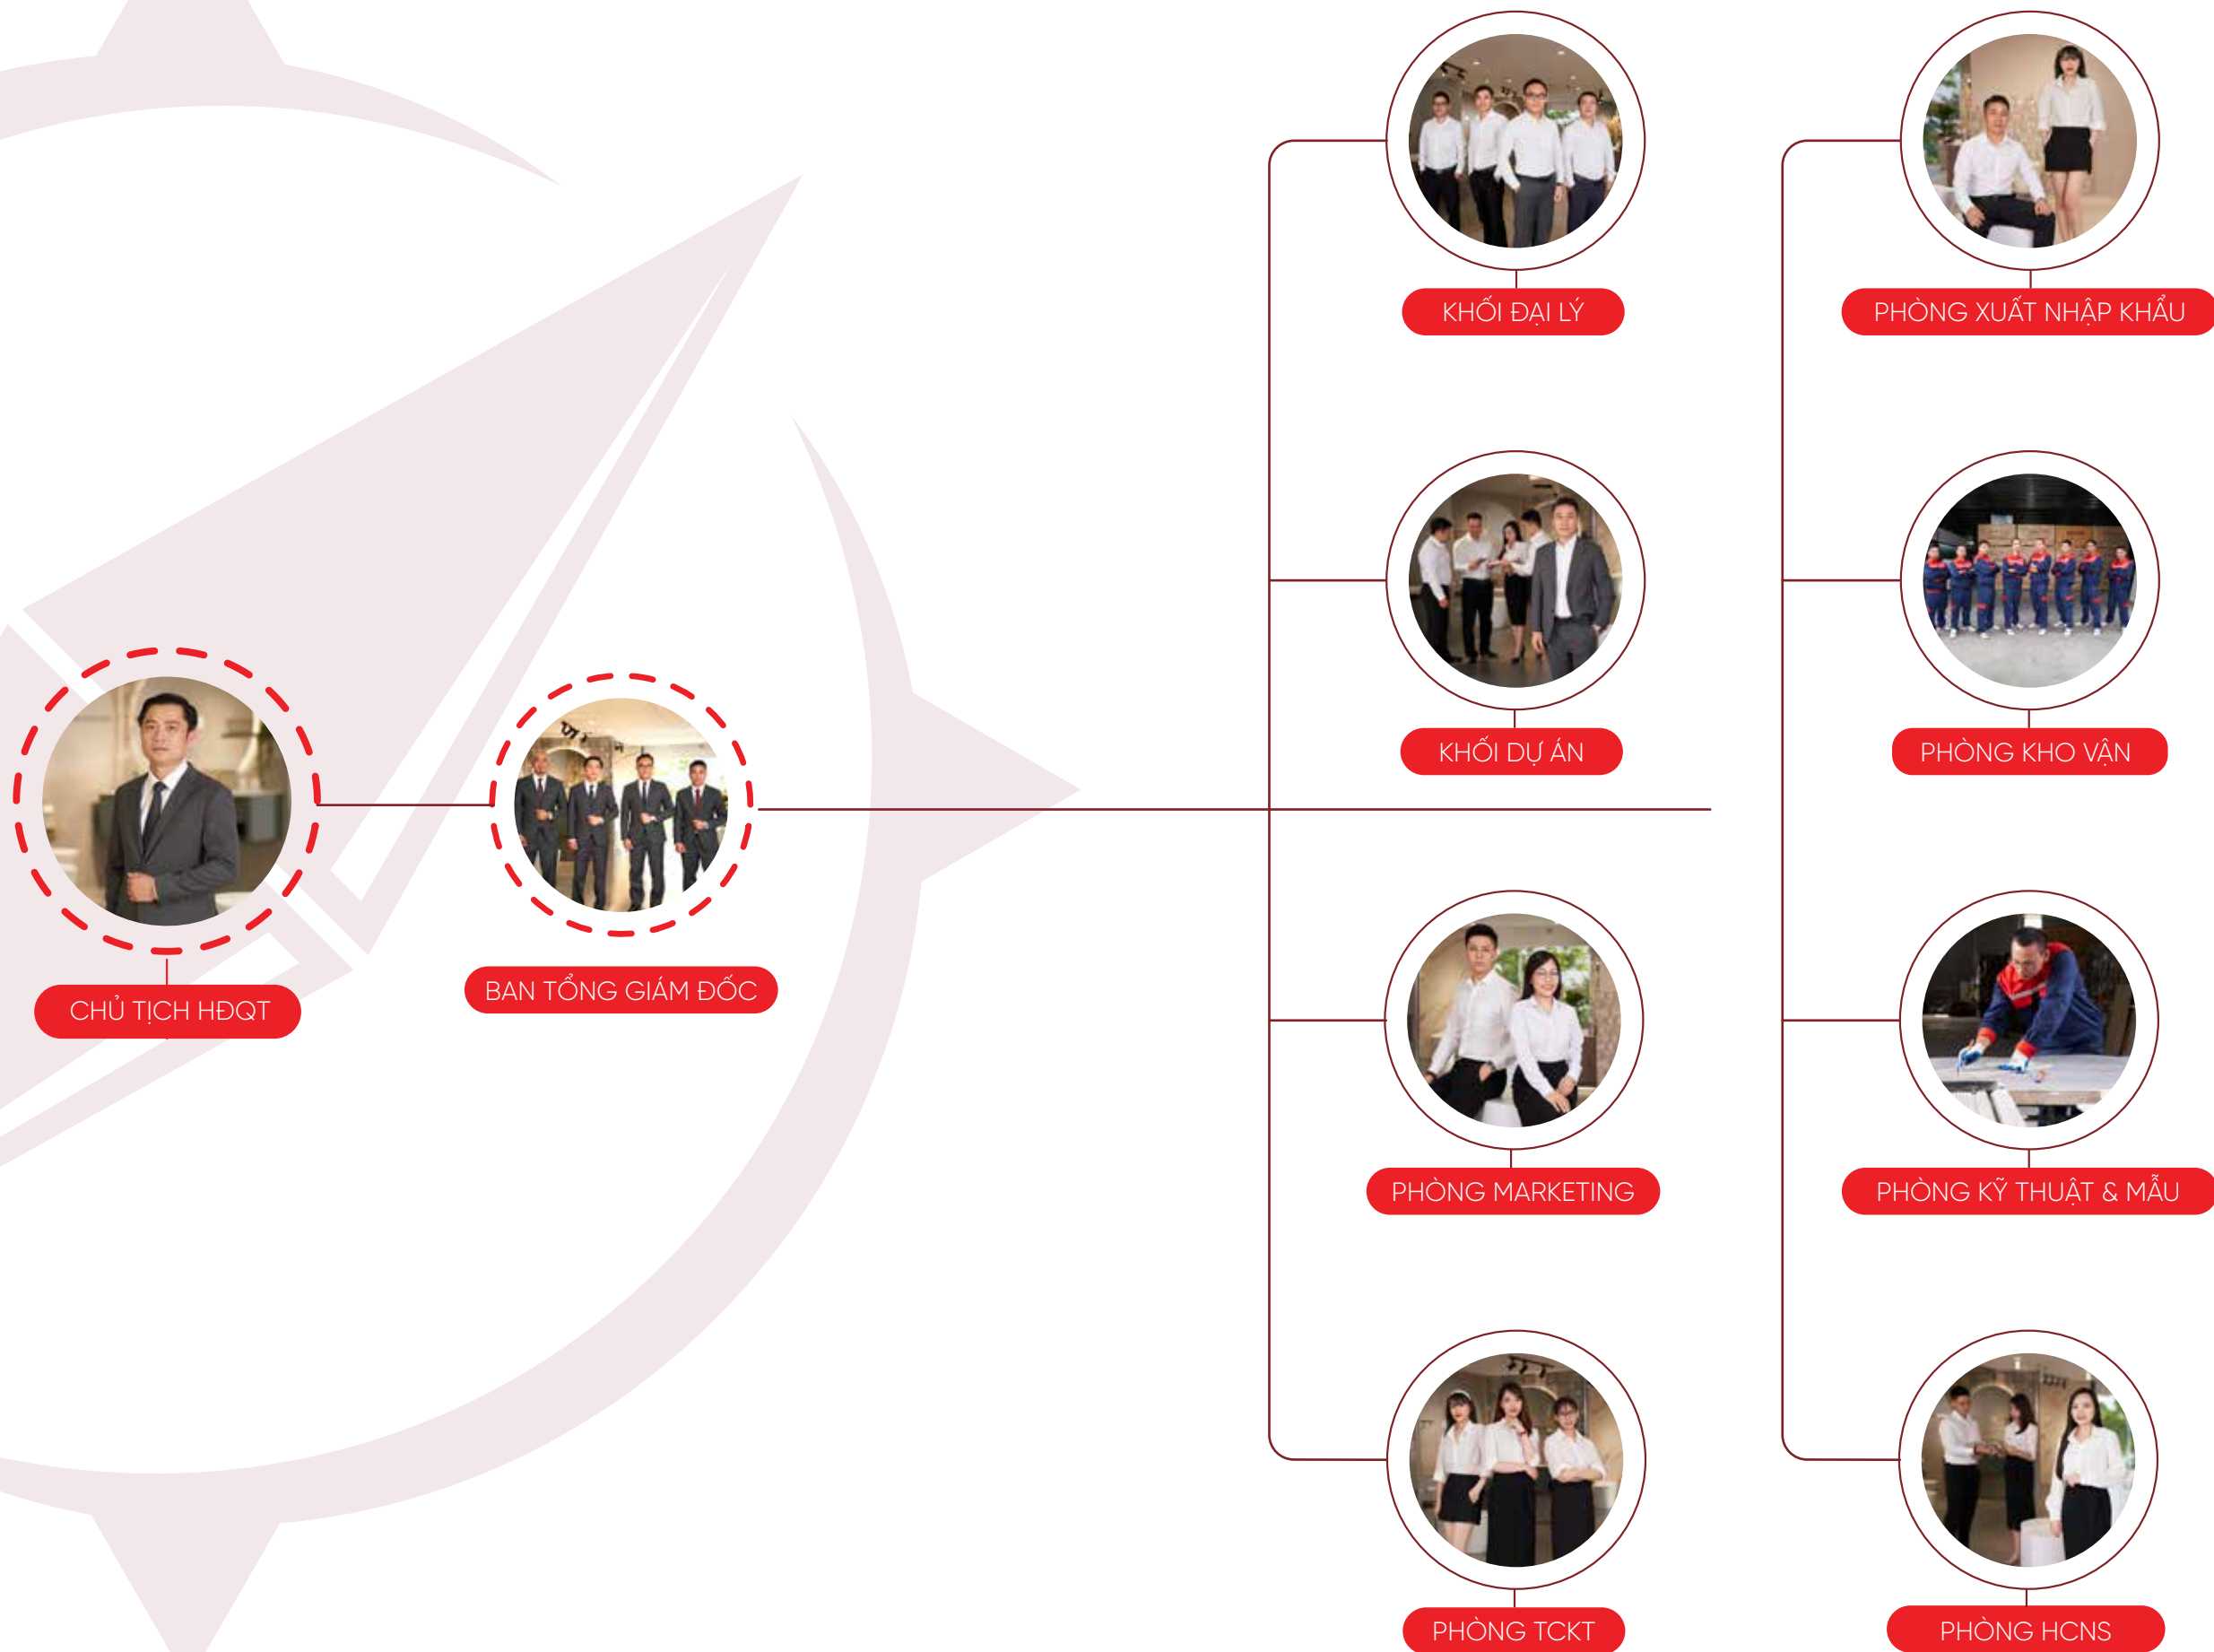 CHỦ TỊCH HĐQT
BAN TỔNG GIÁM ĐỐC
KHỐI ĐẠI LÝ
KHỐI DỰ ÁN
PHÒNG MARKETING
PHÒNG TCKT
PHÒNG XUẤT NHẬP KHẨU
PHÒNG KHO VẬN
PHÒNG KỸ THUẬT & MẪU
PHÒNG HCNS